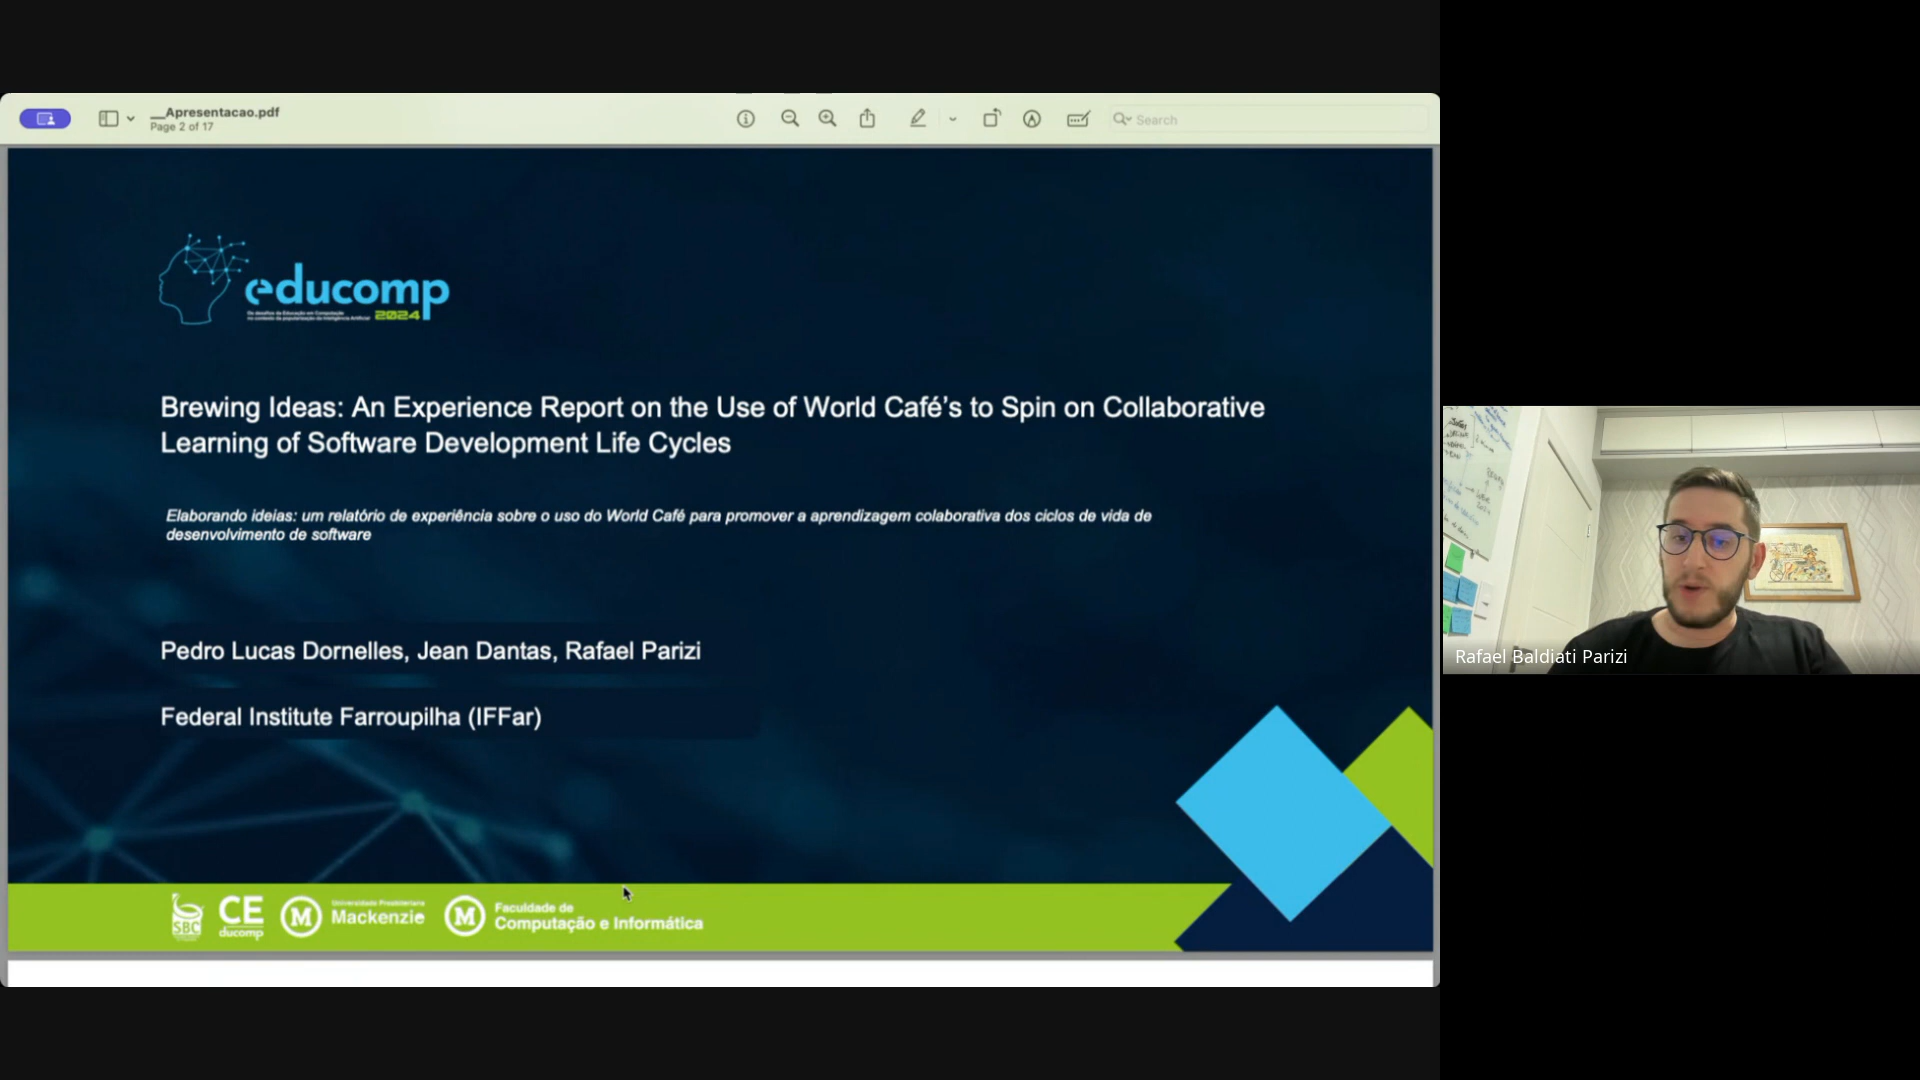 __Apresentacao.pdf
Page 2 of 17
Search
educomp
2024
Brewing Ideas: An Experience Report on the Use of World Café's to Spin on Collaborative
Learning of Software Development Life Cycles
Elaborando ideias: um relatório de experiência sobre o uso do World Café para promover a aprendizagem colaborativa dos ciclos de vida de
desenvolvimento de software
Pedro Lucas Dornelles, Jean Dantas, Rafael Parizi
Federal Institute Farroupilha (IFFar)
SBC
CE
ducomp
M
Universidade Presbiteriana
Mackenzie
M
Faculdade de
Computação e Informática
Rafael Baldiati Parizi